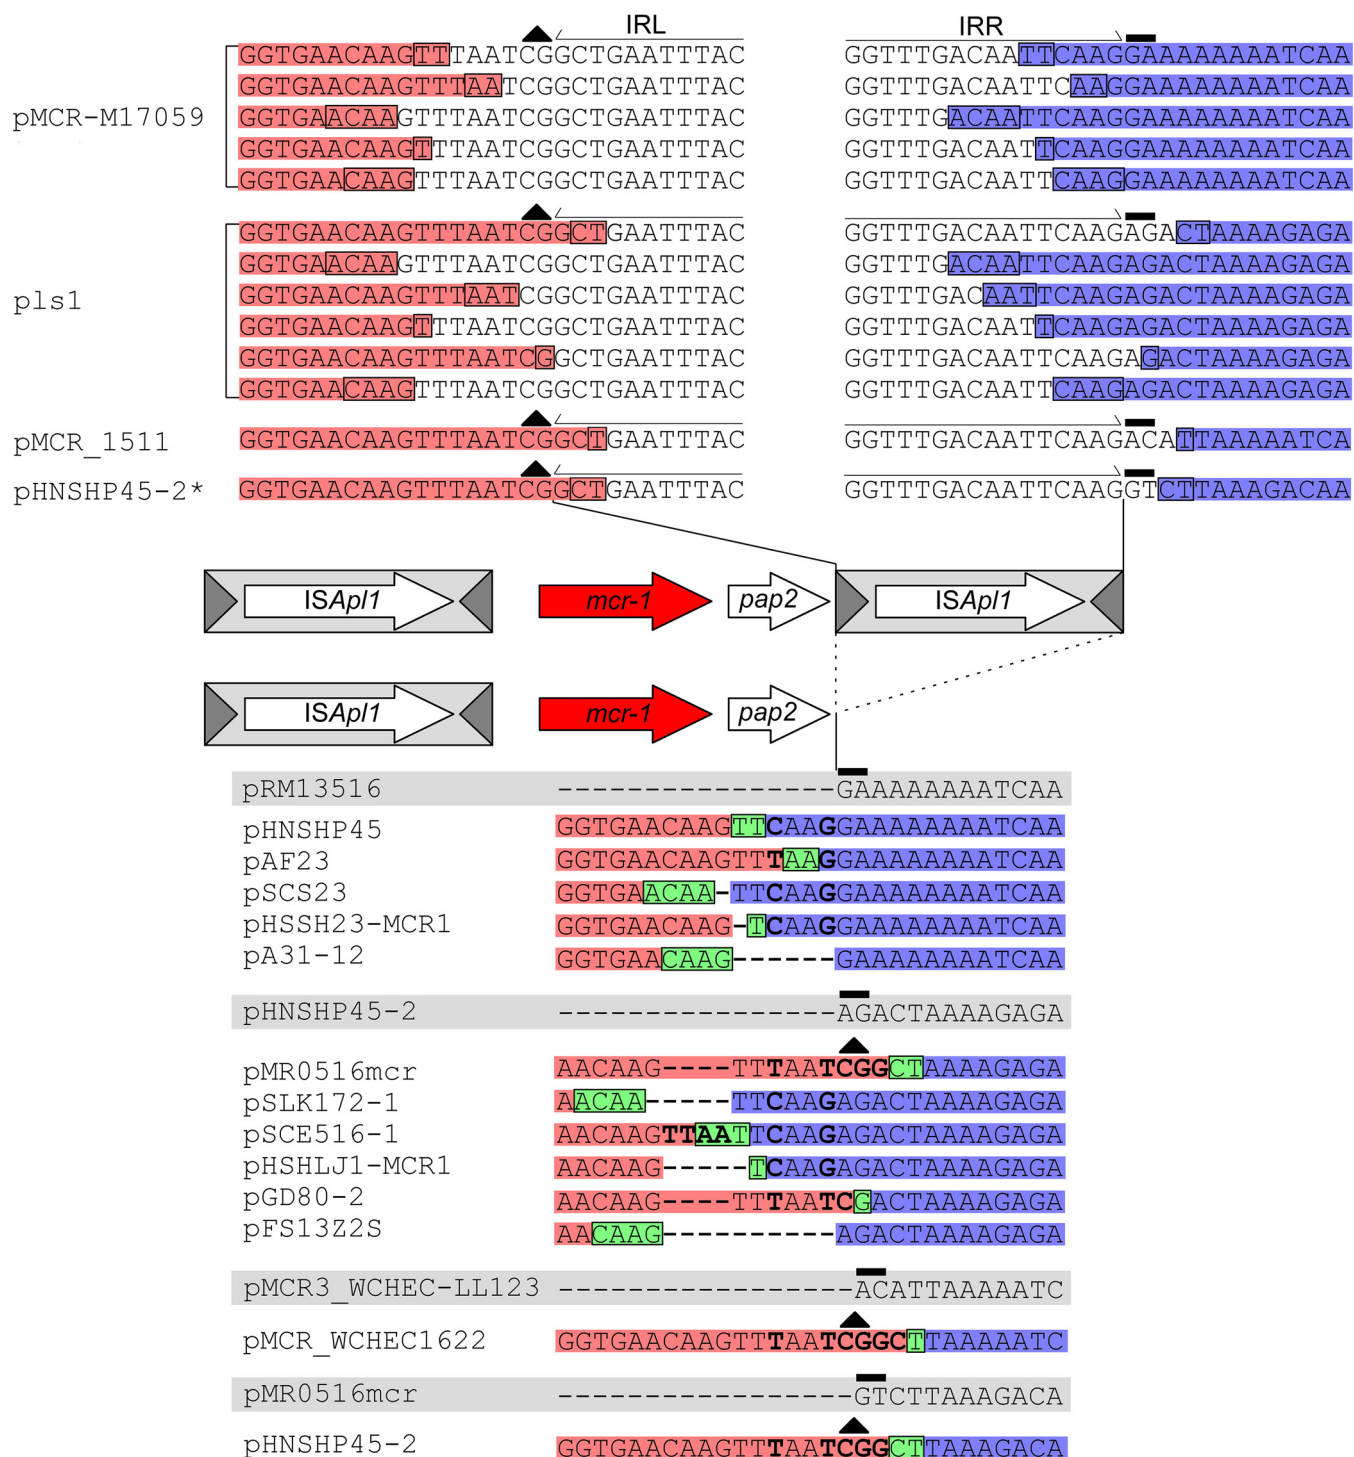 IRL IRR
GGTGAACAAGTTTAATCGGCTGAATTTAC GGTTTGACAATTCAAGGAAAAAAAATCAA
GGTGAACAAGTTTAATCGGCTGAATTTAC GGTTTGACAATTCAAGGAAAAAAAATCAA
pMCR-M17059 GGTGAACAAGTTTAATCGGCTGAATTTAC GGTTTGACAATTCAAGGAAAAAAAATCAA
GGTGAACAAGTTTAATCGGCTGAATTTAC GGTTTGACAATTCAAGGAAAAAAAATCAA
GGTGAACAAGTTTAATCGGCTGAATTTAC GGTTTGACAATTCAAGGAAAAAAAATCAA
GGTGAACAAGTTTAATCGGCTGAATTTAC GGTTTGACAATTCAAGAGACTAAAAGAGA
GGTGAACAAGTTTAATCGGCTGAATTTAC GGTTTGACAATTCAAGAGACTAAAAGAGA
pls1 GGTGAACAAGTTTAATCGGCTGAATTTAC GGTTTGACAATTCAAGAGACTAAAAGAGA
GGTGAACAAGTTTAATCGGCTGAATTTAC GGTTTGACAATTCAAGAGACTAAAAGAGA
GGTGAACAAGTTTAATCGGCTGAATTTAC GGTTTGACAATTCAAGAGACTAAAAGAGA
GGTGAACAAGTTTAATCGGCTGAATTTAC GGTTTGACAATTCAAGAGACTAAAAGAGA
pMCR_1511 GGTGAACAAGTTTAATCGGCTGAATTTAC GGTTTGACAATTCAAGACATTAAAAATCA
pHNSHP45-2* GGTGAACAAGTTTAATCGGCTGAATTTAC GGTTTGACAATTCAAGGTCTTAAAGACAA
ISApl1 mcr-1 pap2 ISApl1
ISApl1 mcr-1 pap2
pRM13516 ----------------GAAAAAAAATCAA
pHNSHP45 GGTGAACAAGTTCAAGGAAAAAAAATCAA
pAF23 GGTGAACAAGTTTAAGGAAAAAAAATCAA
pSCS23 GGTGAACAA-TTCAAGGAAAAAAAATCAA
pHSSH23-MCR1 GGTGAACAAG-TCAAGGAAAAAAAATCAA
pA31-12 GGTGAACAAG------GAAAAAAAATCAA
pHNSHP45-2 ----------------AGACTAAAAGAGA
pMR0516mcr AACAAG----TTTAATCGGCTAAAAGAGA
pSLK172-1 AACAA-----TTCAAGAGACTAAAAGAGA
pSCE516-1 AACAAGTTAATTCAAGAGACTAAAAGAGA
pHSHLJ1-MCR1 AACAAG-----TCAAGAGACTAAAAGAGA
pGD80-2 AACAAG----TTTAATCGACTAAAAGAGA
pFS13Z2S AACAAG----------AGACTAAAAGAGA
pMCR3_WCHEC-LL123 -----------------ACATTAAAAATC
pMCR_WCHEC1622 GGTGAACAAGTTTAATCGGCTTAAAAATC
pMR0516mcr -----------------GTCTTAAAGACA
pHNSHP45-2 GGTGAACAAGTTTAATCGGCTTAAAGACA